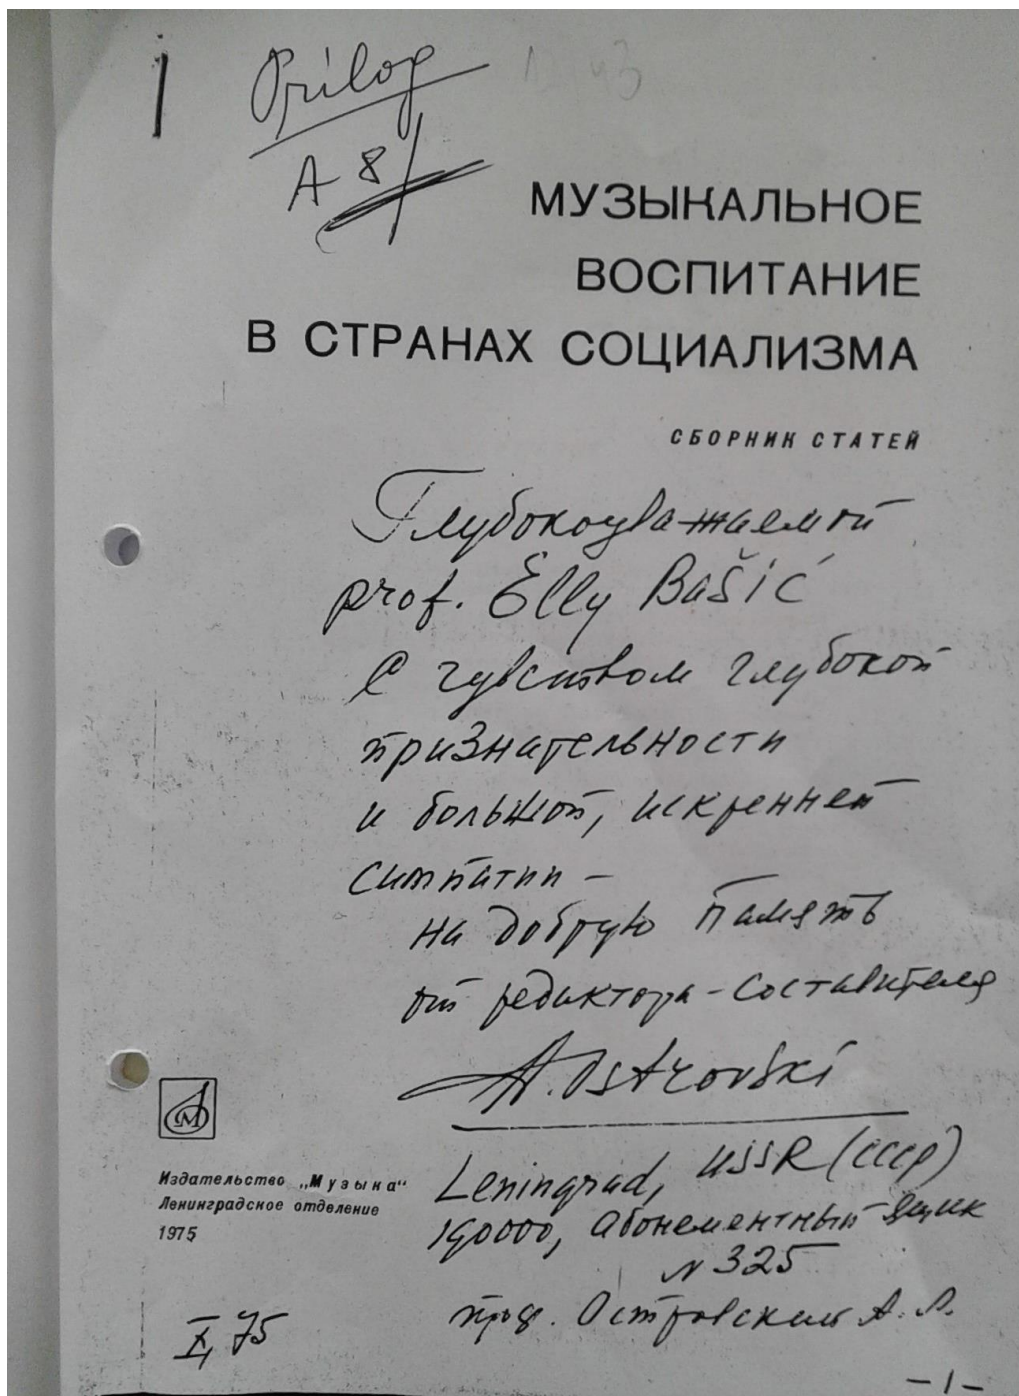 Prilog
A 8/
МУЗЫКАЛЬНОЕ
ВОСПИТАНИЕ
В СТРАНАХ СОЦИАЛИЗМА
СБОРНИК СТАТЕЙ
Глубокоуважаемой
prof. Elly Bašić
С чувством глубокой
признательности
и большой, искренней
симпатии –
на добрую память
от редактора-составителя
A. Ostrovski
Leningrad, USSR (СССР)
190000, Абонементный ящик
N 325
проф. Островский А. Л.
Издательство „Музыка“
Ленинградское отделение
1975
X, 75
-1-